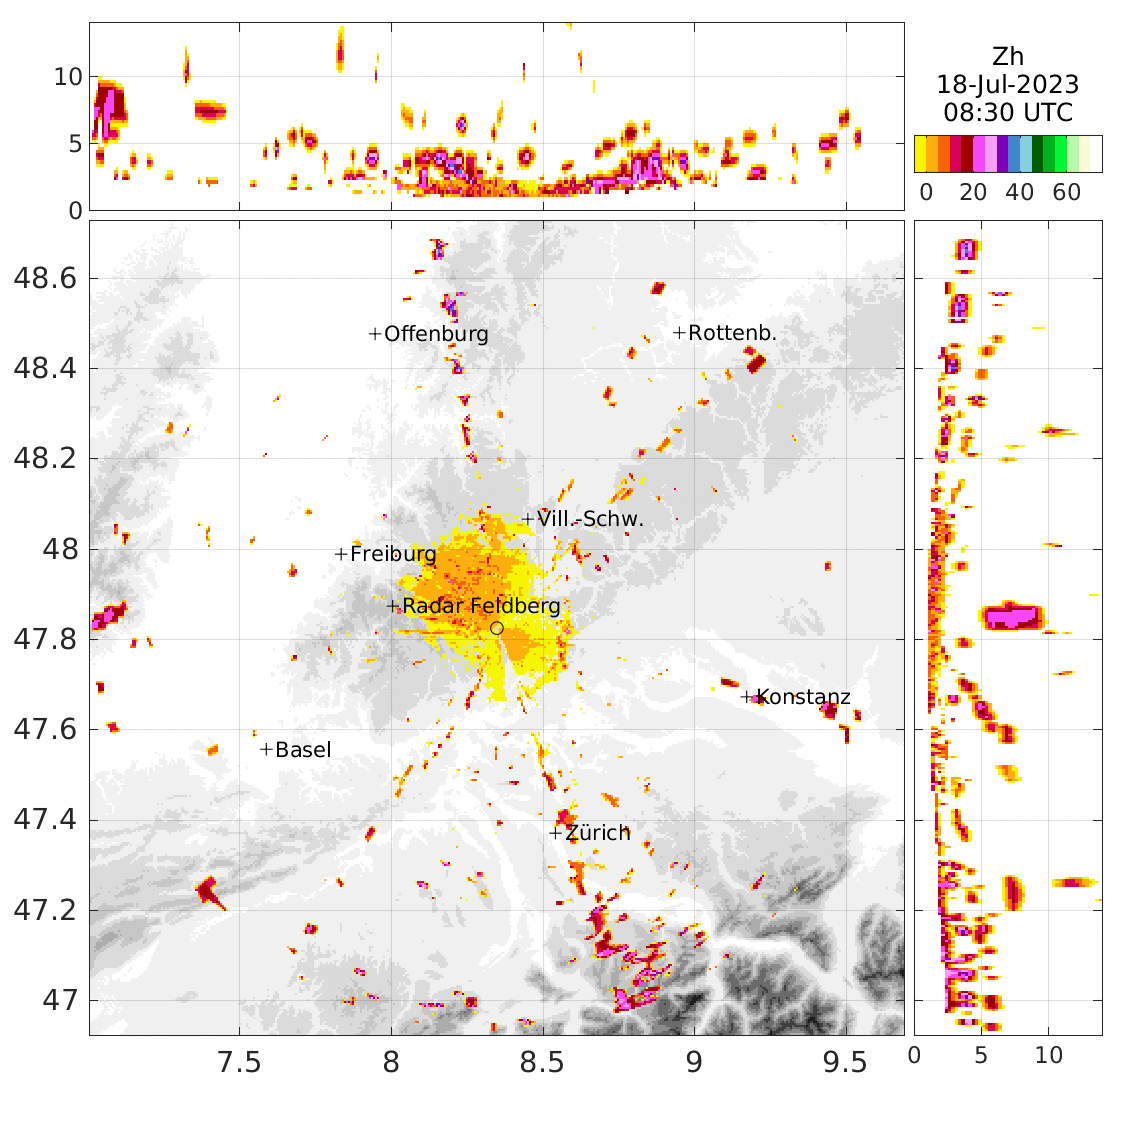 Zh
18-Jul-2023
08:30 UTC
0 20 40 60
10
5
0
48.6
48.4
48.2
48
47.8
47.6
47.4
47.2
47
Offenburg
Rottenb.
Vill.-Schw.
Freiburg
Radar Feldberg
Konstanz
Basel
Zürich
7.5 8 8.5 9 9.5
0 5 10